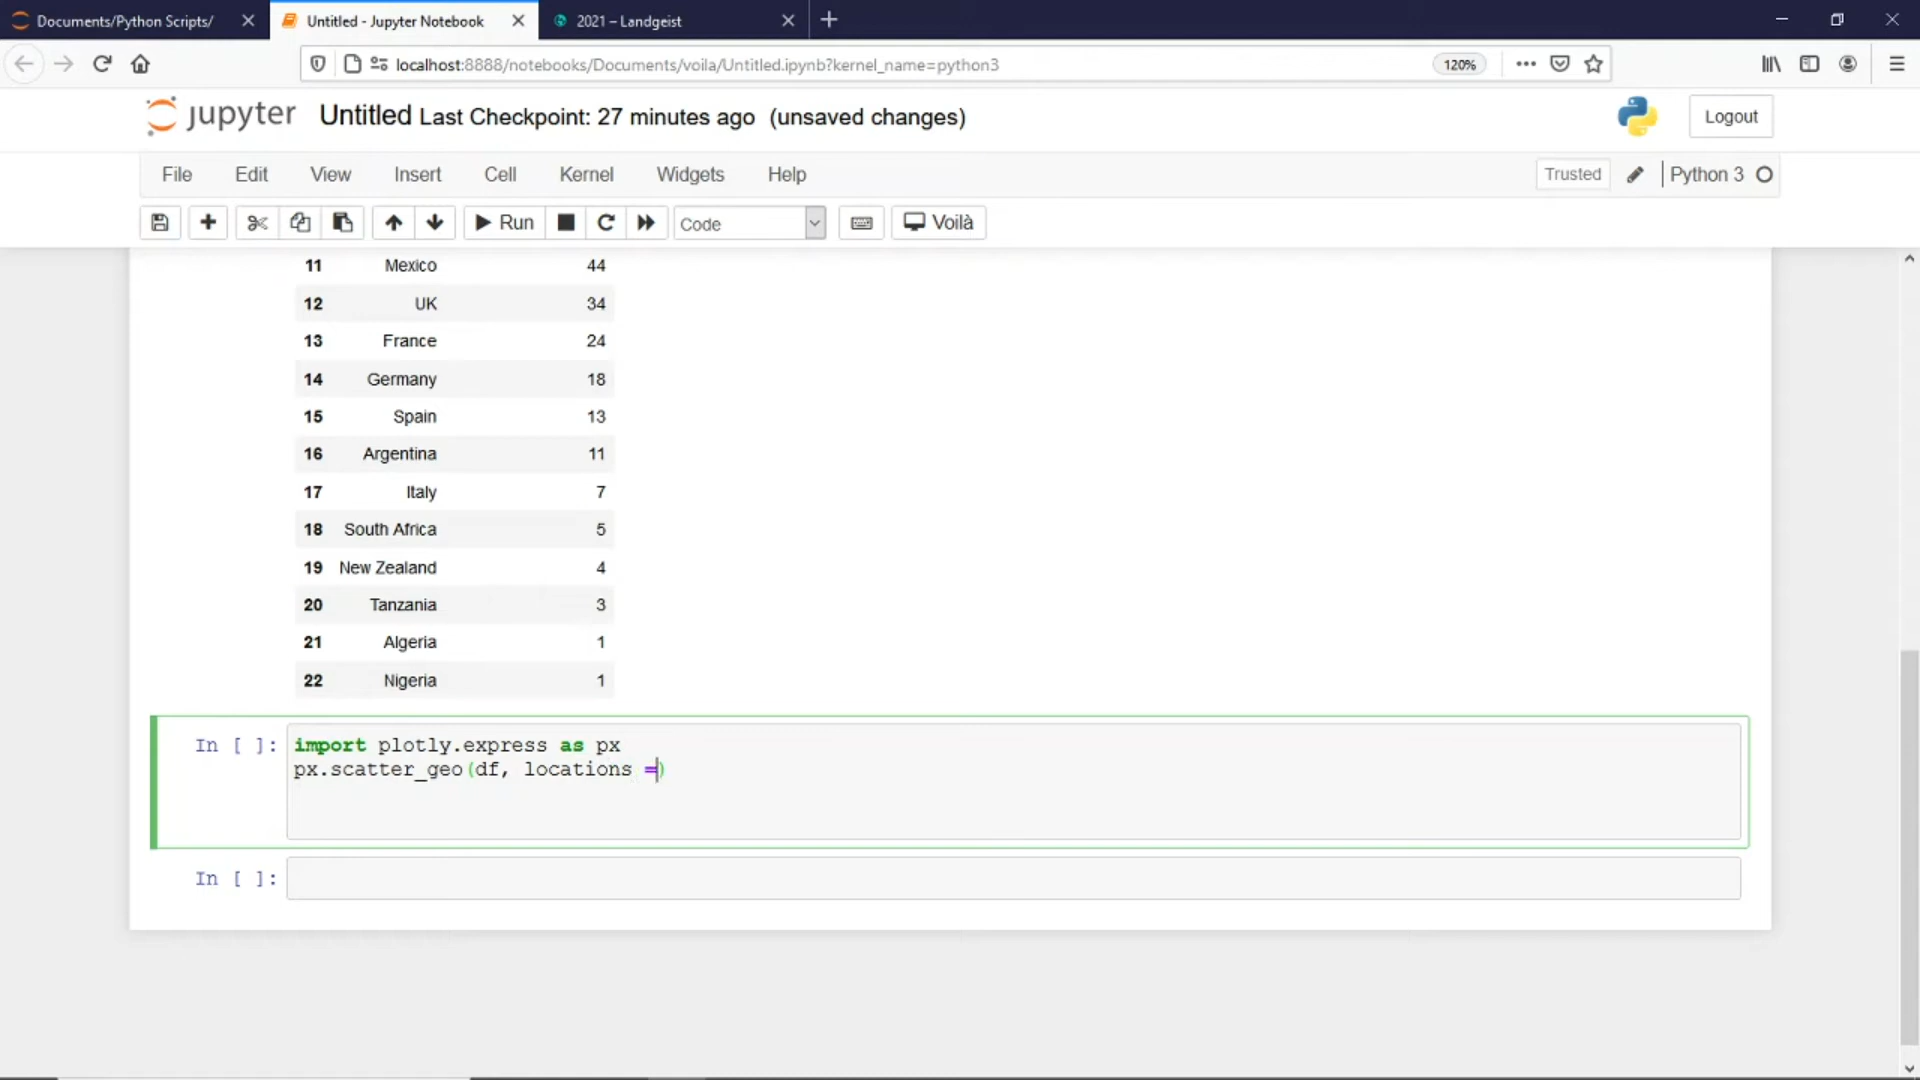 Documents/Python Scripts/
Untitled - Jupyter Notebook
2021 – Landgeist
localhost:8888/notebooks/Documents/voila/Untitled.ipynb?kernel_name=python3
120%
jupyter Untitled Last Checkpoint: 27 minutes ago (unsaved changes)
Logout
File Edit View Insert Cell Kernel Widgets Help
Trusted Python 3
Run Code Voilà
11 Mexico 44
12 UK 34
13 France 24
14 Germany 18
15 Spain 13
16 Argentina 11
17 Italy 7
18 South Africa 5
19 New Zealand 4
20 Tanzania 3
21 Algeria 1
22 Nigeria 1
In [ ]: import plotly.express as px
px.scatter_geo(df, locations =)
In [ ]: